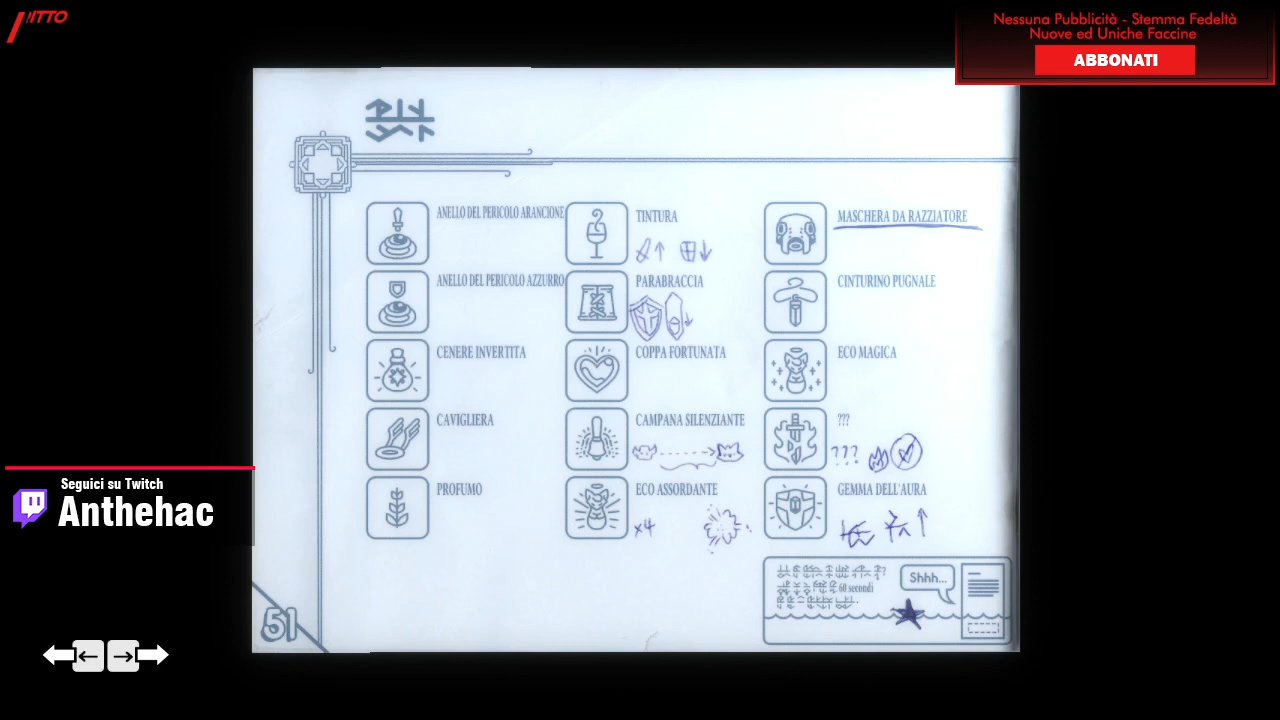 Nessuna Pubblicità - Stemma Fedeltà
Nuove ed Uniche Faccine
ABBONATI
ANELLO DEL PERICOLO ARANCIONE
TINTURA
MASCHERA DA RAZZIATORE
ANELLO DEL PERICOLO AZZURRO
PARABRACCIA
CINTURINO PUGNALE
CENERE INVERTITA
COPPA FORTUNATA
ECO MAGICA
CAVIGLIERA
CAMPANA SILENZIANTE
???
???
PROFUMO
ECO ASSORDANTE
GEMMA DELL'AURA
x4
Seguici su Twitch
Anthehac
Shhh...
60 secondi
51